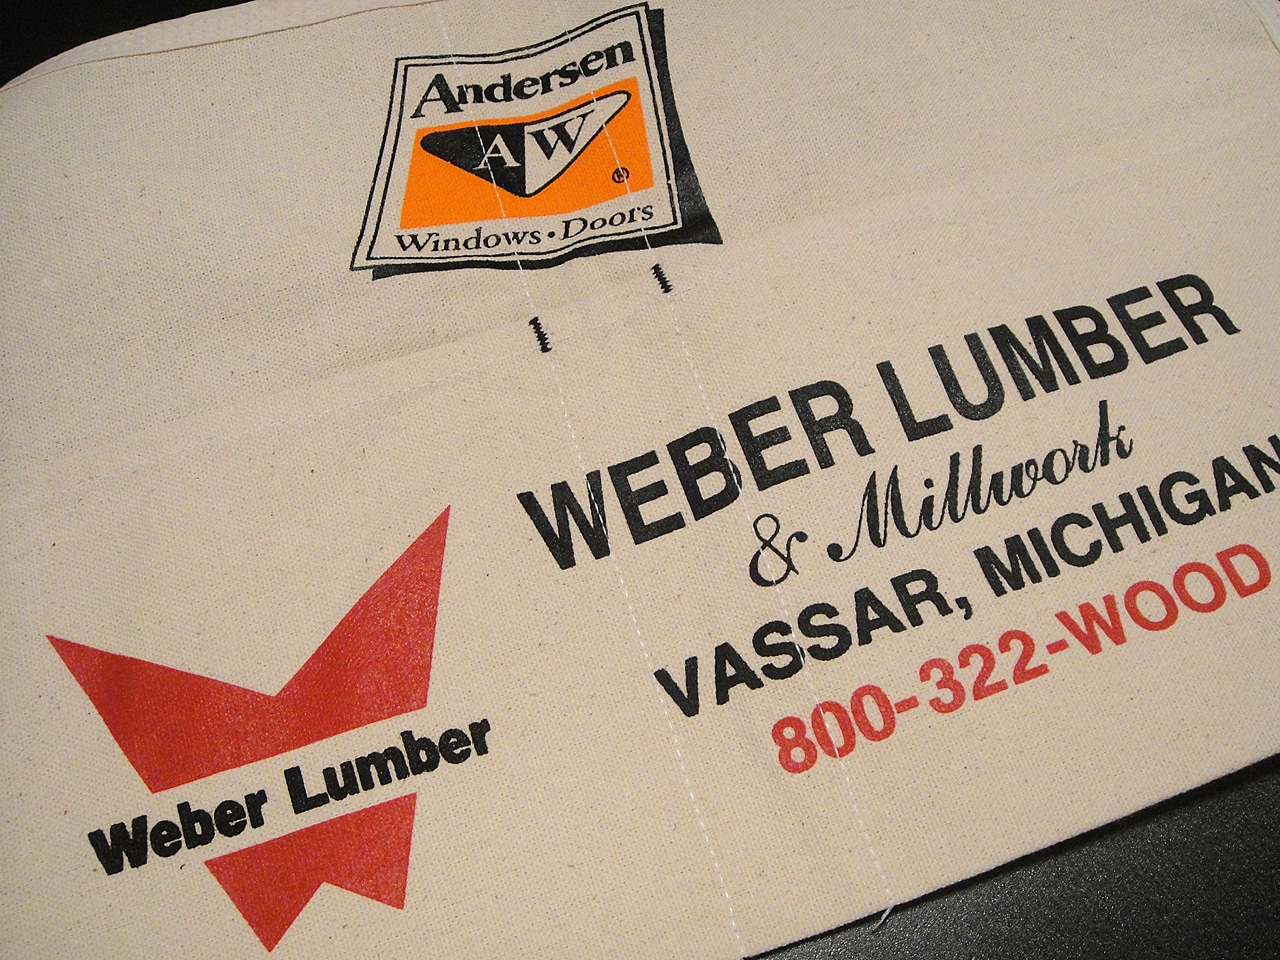 Andersen
AW
®
Windows • Doors
WEBER LUMBER
& Millwork
VASSAR, MICHIGAN
800-322-WOOD
Weber Lumber